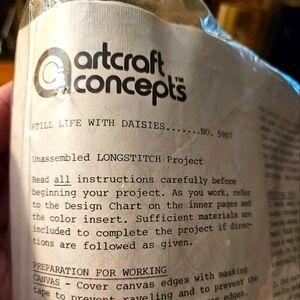 artcraft
concepts™
STILL LIFE WITH DAISIES.......NO. 5907
Unassembled LONGSTITCH Project
Read all instructions carefully before
beginning your project. As you work, refer
to the Design Chart on the inner pages and
the color insert. Sufficient materials are
included to complete the project if direc-
tions are followed as given.
PREPARATION FOR WORKING
CANVAS - Cover canvas edges with masking
tape to prevent raveling and to prevent the
edges.